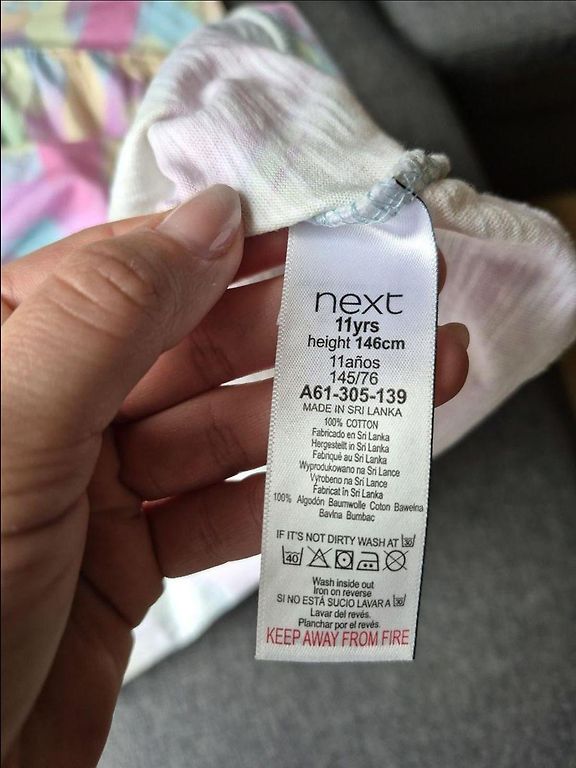 next
11yrs
height 146cm
11años
145/76
A61-305-139
MADE IN SRI LANKA
100% COTTON
Fabricado en Sri Lanka
Hergestellt in Sri Lanka
Fabriqué au Sri Lanka
Wyprodukowano na Sri Lance
Vyrobeno na Sri Lance
Fabricat în Sri Lanka
100% Algodón Baumwolle Coton Bawełna
Bavlna Bumbac
IF IT'S NOT DIRTY WASH AT 30
40
Wash inside out
Iron on reverse
SI NO ESTÁ SUCIO LAVAR A 30
Lavar del revés.
Planchar por el revés.
KEEP AWAY FROM FIRE